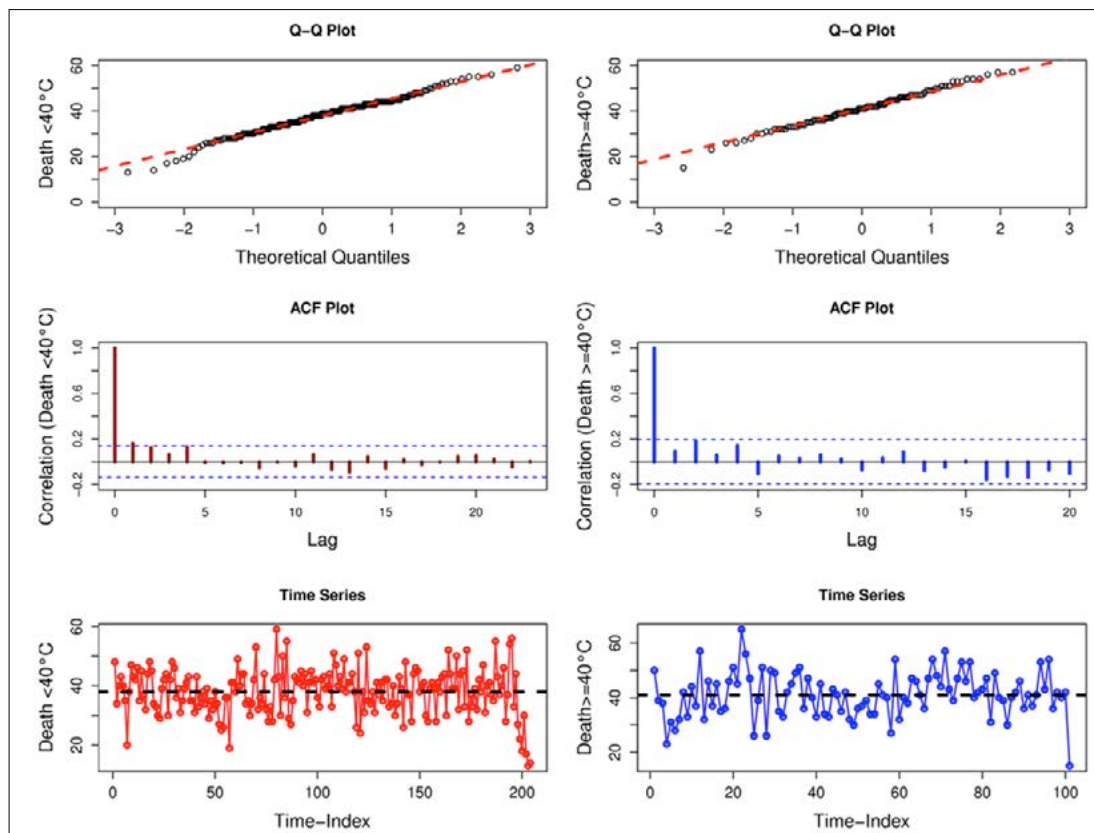 Q-Q Plot
Death <40°C
0 20 40 60
-3 -2 -1 0 1 2 3
Theoretical Quantiles
Q-Q Plot
Death>=40°C
0 20 40 60
-3 -2 -1 0 1 2 3
Theoretical Quantiles
ACF Plot
Correlation (Death <40°C)
-0.2 0.2 0.6 1.0
0 5 10 15 20
Lag
ACF Plot
Correlation (Death >=40°C)
-0.2 0.2 0.6 1.0
0 5 10 15 20
Lag
Time Series
Death <40°C
20 40 60
0 50 100 150 200
Time-Index
Time Series
Death>=40°C
20 40 60
0 20 40 60 80 100
Time-Index